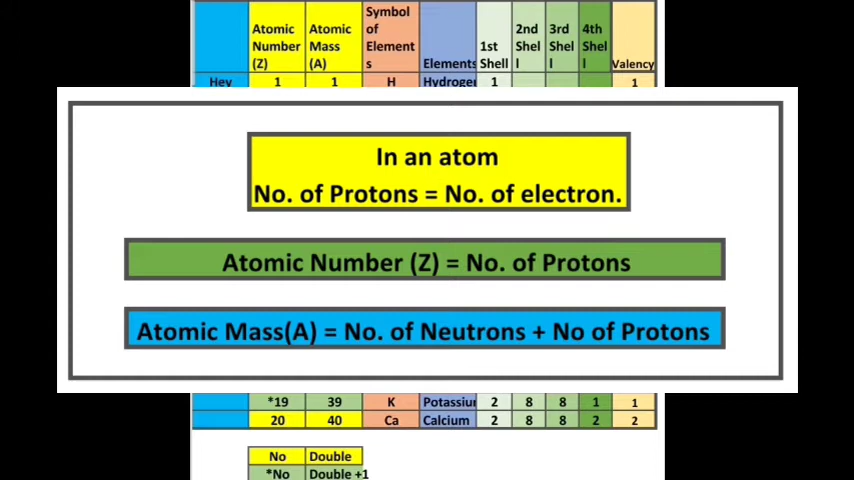 Atomic Number (Z)
Atomic Mass (A)
Symbol of Element s
Elements
1st Shell
2nd Shel l
3rd Shel l
4th Shel l
Valency
Hey 1 1 H Hydroge 1 1
In an atom
No. of Protons = No. of electron.
Atomic Number (Z) = No. of Protons
Atomic Mass(A) = No. of Neutrons + No of Protons
*19 39 K Potassiu 2 8 8 1 1
20 40 Ca Calcium 2 8 8 2 2
No Double
*No Double +1